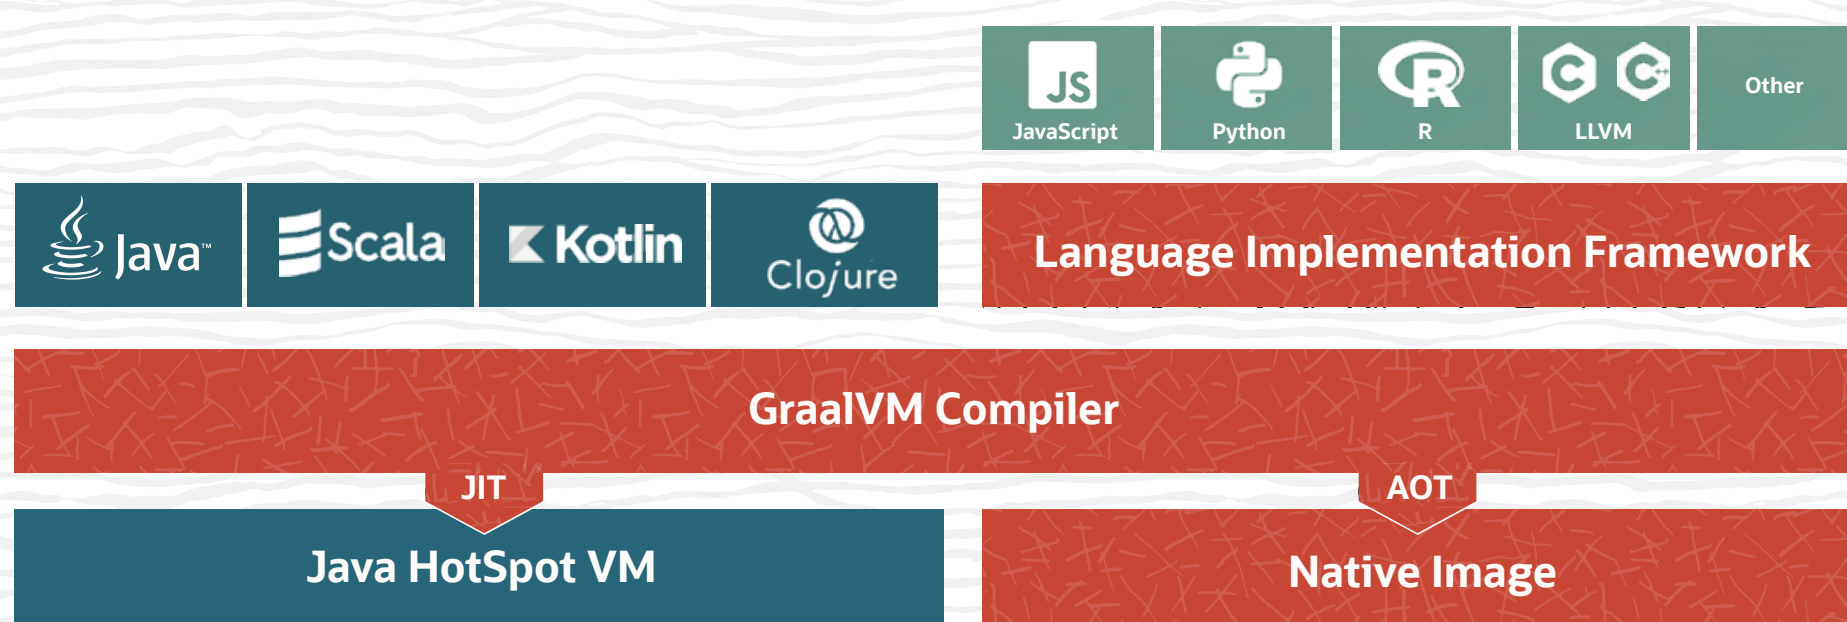 JS
JavaScript
Python
R
R
C C++
LLVM
Other
Java™
Scala
Kotlin
Clojure
Language Implementation Framework
GraalVM Compiler
JIT
AOT
Java HotSpot VM
Native Image